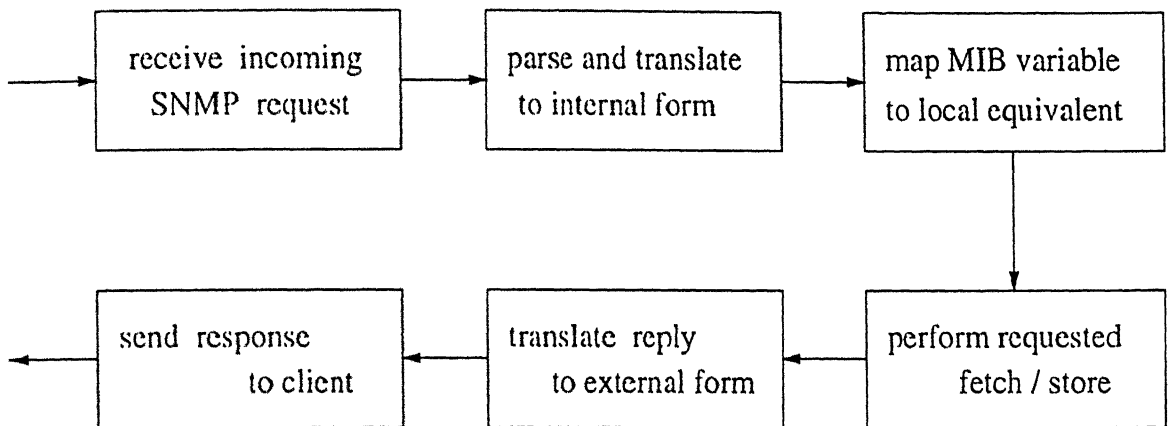 receive incoming
SNMP request
parse and translate
to internal form
map MIB variable
to local equivalent
send response
to client
translate reply
to external form
perform requested
fetch / store